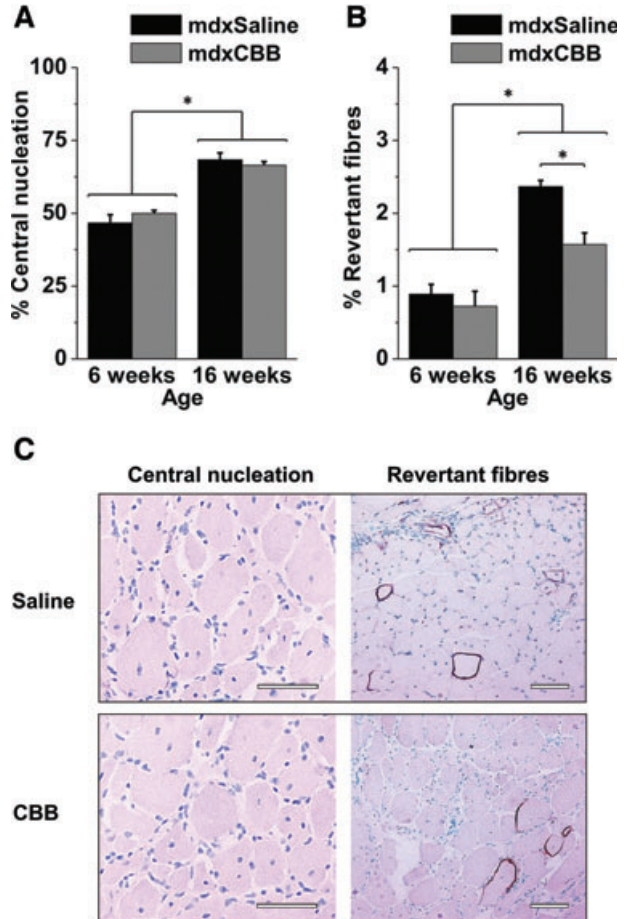 A
mdxSaline
mdxCBB
% Central nucleation
100
75
50
25
0
*
6 weeks 16 weeks
Age
B
mdxSaline
mdxCBB
% Revertant fibres
4
3
2
1
0
*
*
6 weeks 16 weeks
Age
C
Central nucleation Revertant fibres
Saline
CBB